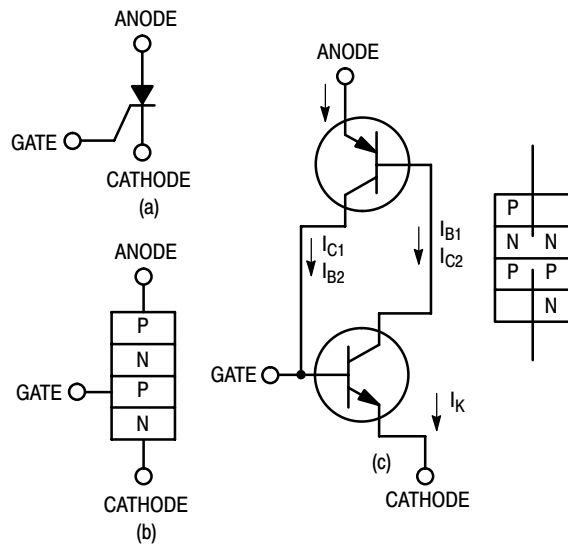 ANODE
GATE
CATHODE
(a)
ANODE
P
N
P
N
GATE
CATHODE
(b)
ANODE
I_C1
I_B2
I_B1
I_C2
GATE
I_K
(c)
CATHODE
P
N N
P P
N